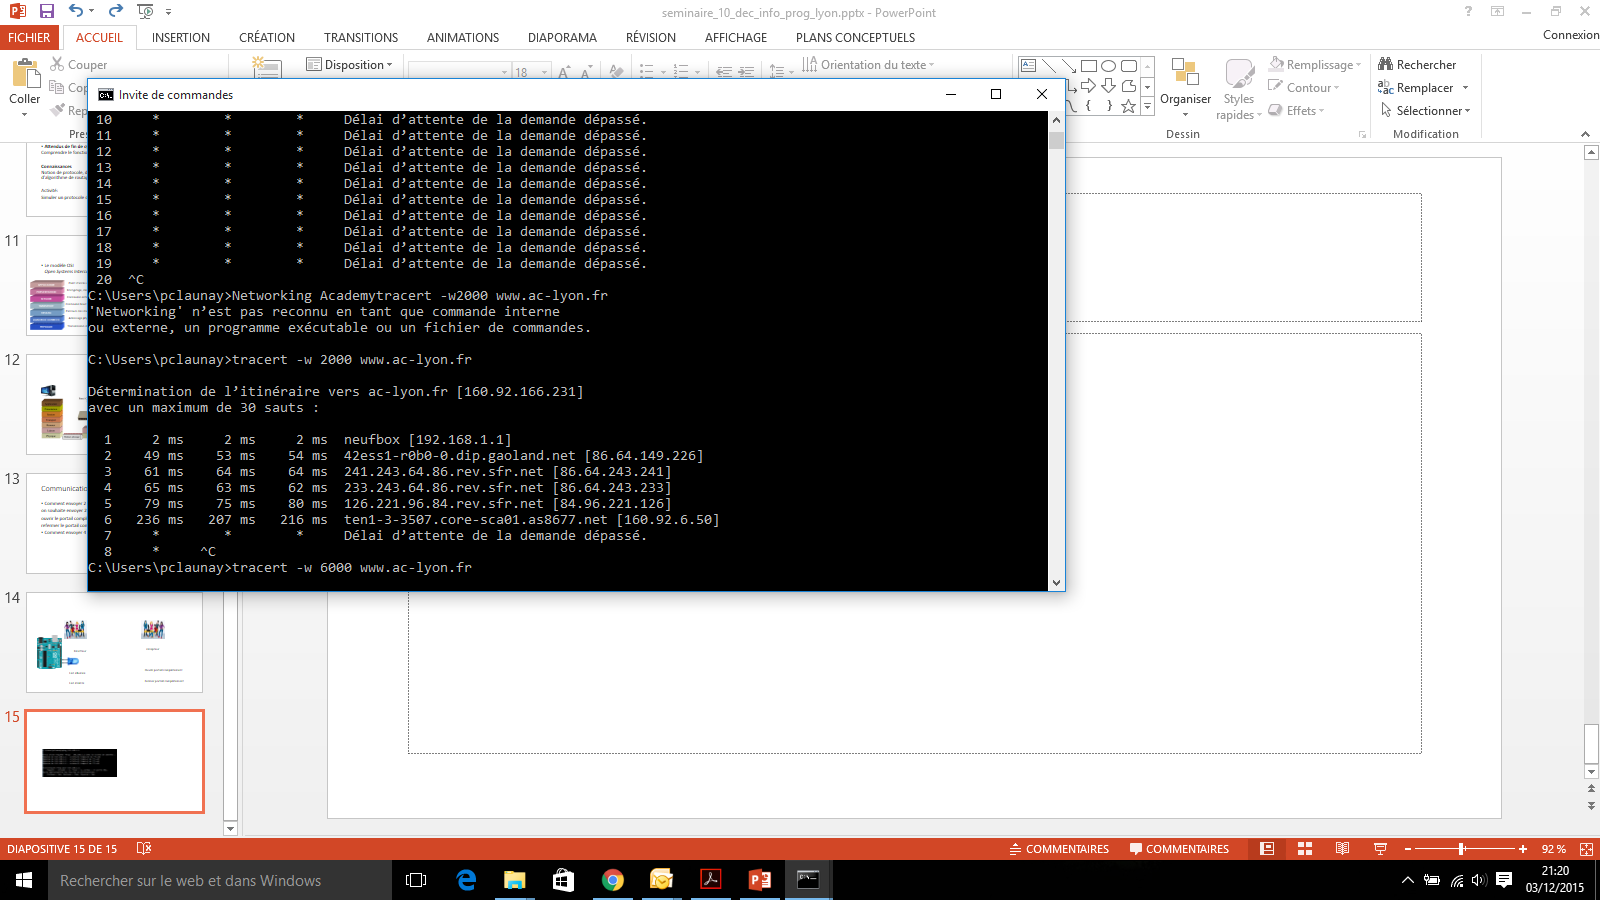 seminaire_10_dec_info_prog_lyon.pptx - PowerPoint
?
FICHIER
ACCUEIL
INSERTION
CRÉATION
TRANSITIONS
ANIMATIONS
DIAPORAMA
RÉVISION
AFFICHAGE
PLANS CONCEPTUELS
Connexion
Coller
Couper
Disposition
18
Orientation du texte
Organiser
Styles
rapides
Remplissage
Contour
Effets
Dessin
Rechercher
Remplacer
Sélectionner
Modification
Invite de commandes
10 * * * Délai d’attente de la demande dépassé.
11 * * * Délai d’attente de la demande dépassé.
12 * * * Délai d’attente de la demande dépassé.
13 * * * Délai d’attente de la demande dépassé.
14 * * * Délai d’attente de la demande dépassé.
15 * * * Délai d’attente de la demande dépassé.
16 * * * Délai d’attente de la demande dépassé.
17 * * * Délai d’attente de la demande dépassé.
18 * * * Délai d’attente de la demande dépassé.
19 * * * Délai d’attente de la demande dépassé.
20 ^C
C:\Users\pclaunay>Networking Academytracert -w2000 www.ac-lyon.fr
'Networking' n’est pas reconnu en tant que commande interne
ou externe, un programme exécutable ou un fichier de commandes.
C:\Users\pclaunay>tracert -w 2000 www.ac-lyon.fr
Détermination de l’itinéraire vers ac-lyon.fr [160.92.166.231]
avec un maximum de 30 sauts :
1 2 ms 2 ms 2 ms neufbox [192.168.1.1]
2 49 ms 53 ms 54 ms 42ess1-r0b0-0.dip.gaoland.net [86.64.149.226]
3 61 ms 64 ms 64 ms 241.243.64.86.rev.sfr.net [86.64.243.241]
4 65 ms 63 ms 62 ms 233.243.64.86.rev.sfr.net [86.64.243.233]
5 79 ms 75 ms 80 ms 126.221.96.84.rev.sfr.net [84.96.221.126]
6 236 ms 207 ms 216 ms ten1-3-3507.core-sca01.as8677.net [160.92.6.50]
7 * * * Délai d’attente de la demande dépassé.
8 * ^C
C:\Users\pclaunay>tracert -w 6000 www.ac-lyon.fr
Connaissances
11
12
13
Communication
14
15
DIAPOSITIVE 15 DE 15
COMMENTAIRES
COMMENTAIRES
92 %
Rechercher sur le web et dans Windows
21:20
03/12/2015